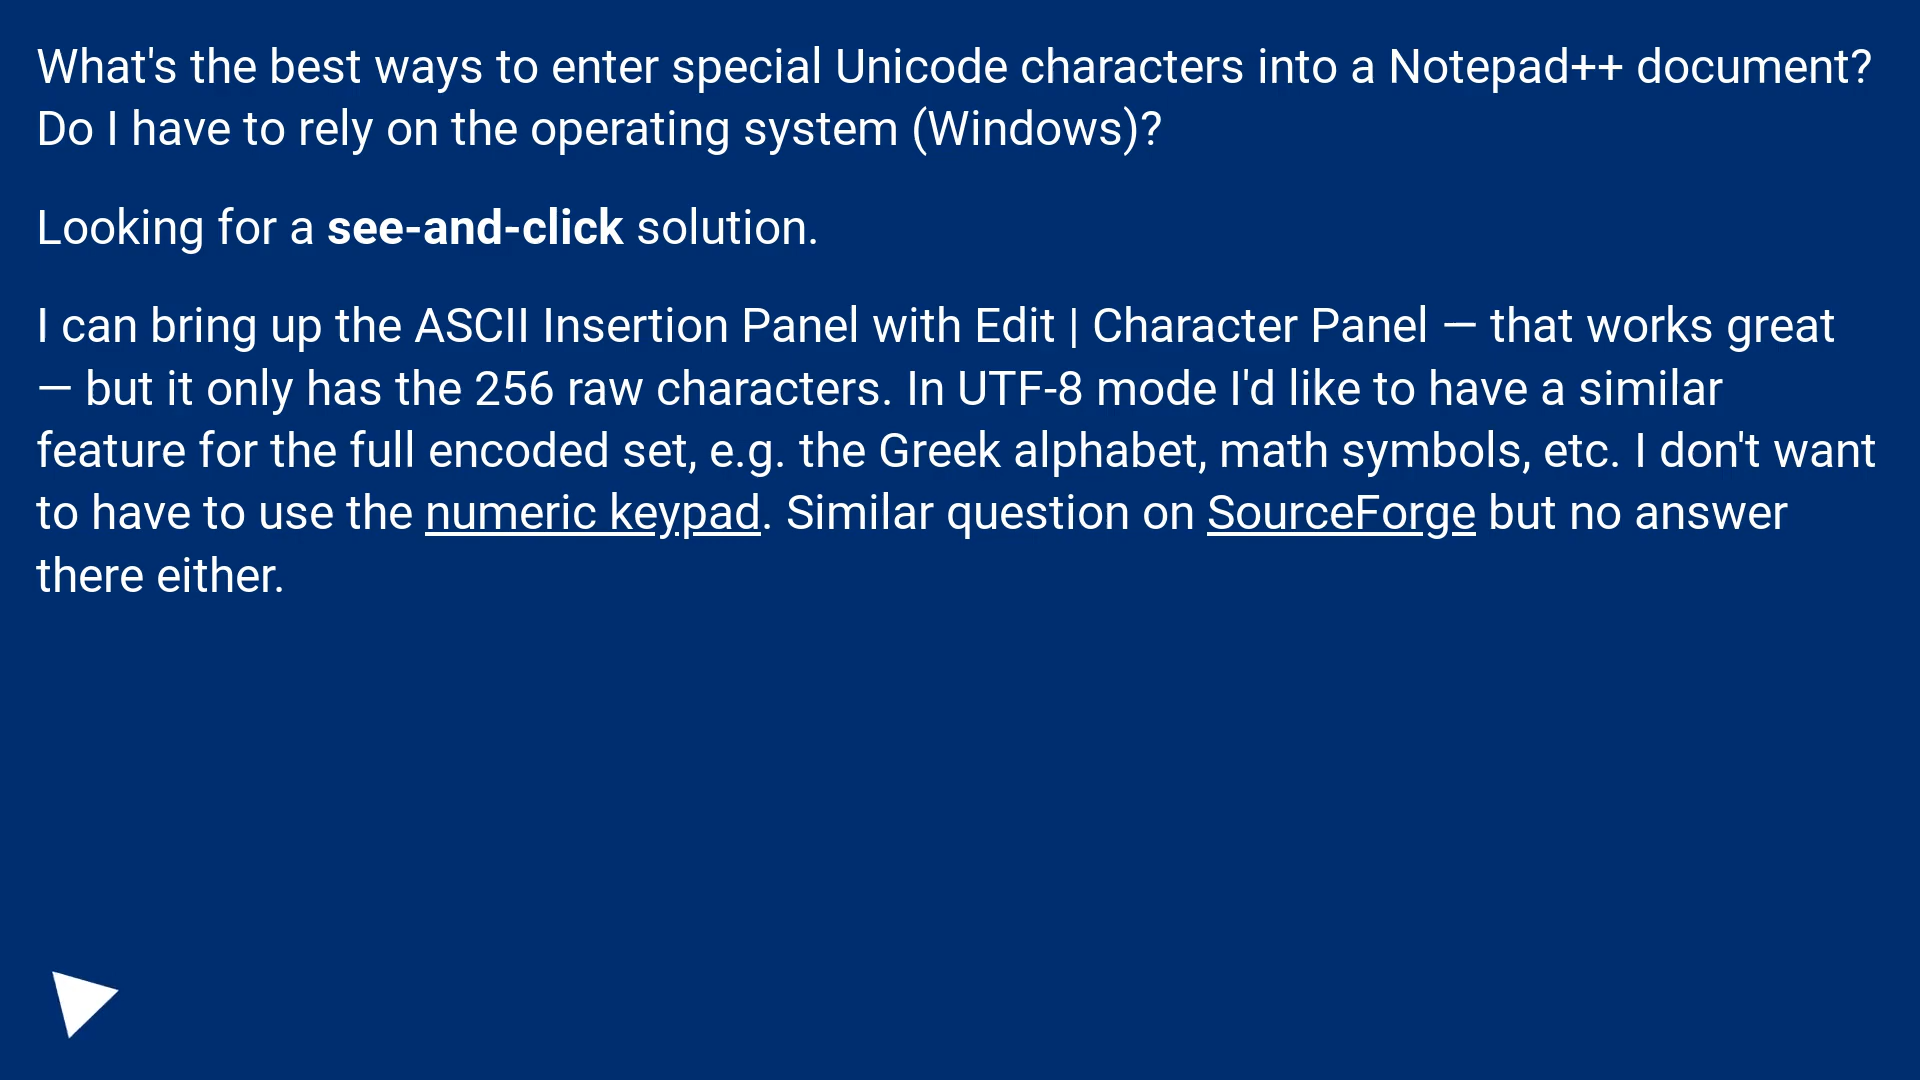 What's the best ways to enter special Unicode characters into a Notepad++ document?
Do I have to rely on the operating system (Windows)?
Looking for a see-and-click solution.
I can bring up the ASCII Insertion Panel with Edit | Character Panel — that works great
— but it only has the 256 raw characters. In UTF-8 mode I'd like to have a similar
feature for the full encoded set, e.g. the Greek alphabet, math symbols, etc. I don't want
to have to use the numeric keypad. Similar question on SourceForge but no answer
there either.